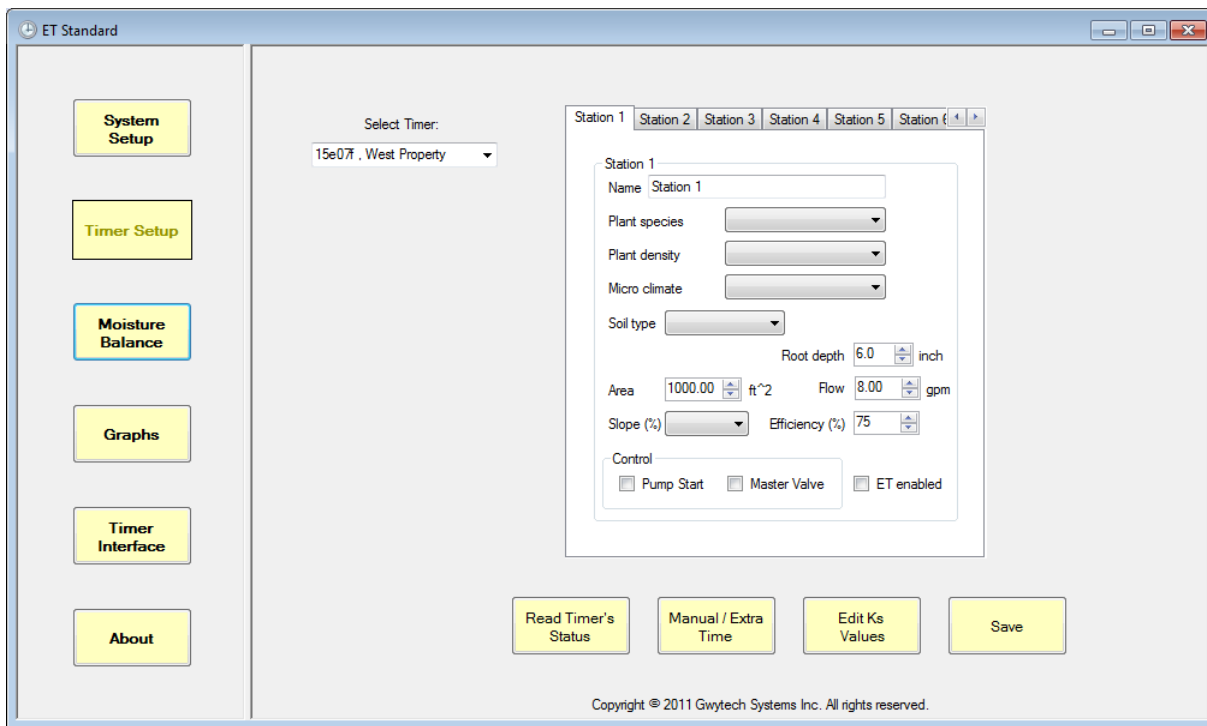 ET Standard
System
Setup
Timer Setup
Moisture
Balance
Graphs
Timer
Interface
About
Select Timer:
15e07f , West Property
Station 1 Station 2 Station 3 Station 4 Station 5 Station 6
Station 1
Name Station 1
Plant species
Plant density
Micro climate
Soil type
Root depth 6.0 inch
Area 1000.00 ft^2 Flow 8.00 gpm
Slope (%) Efficiency (%) 75
Control
Pump Start Master Valve ET enabled
Read Timer's
Status
Manual / Extra
Time
Edit Ks
Values
Save
Copyright © 2011 Gwytech Systems Inc. All rights reserved.